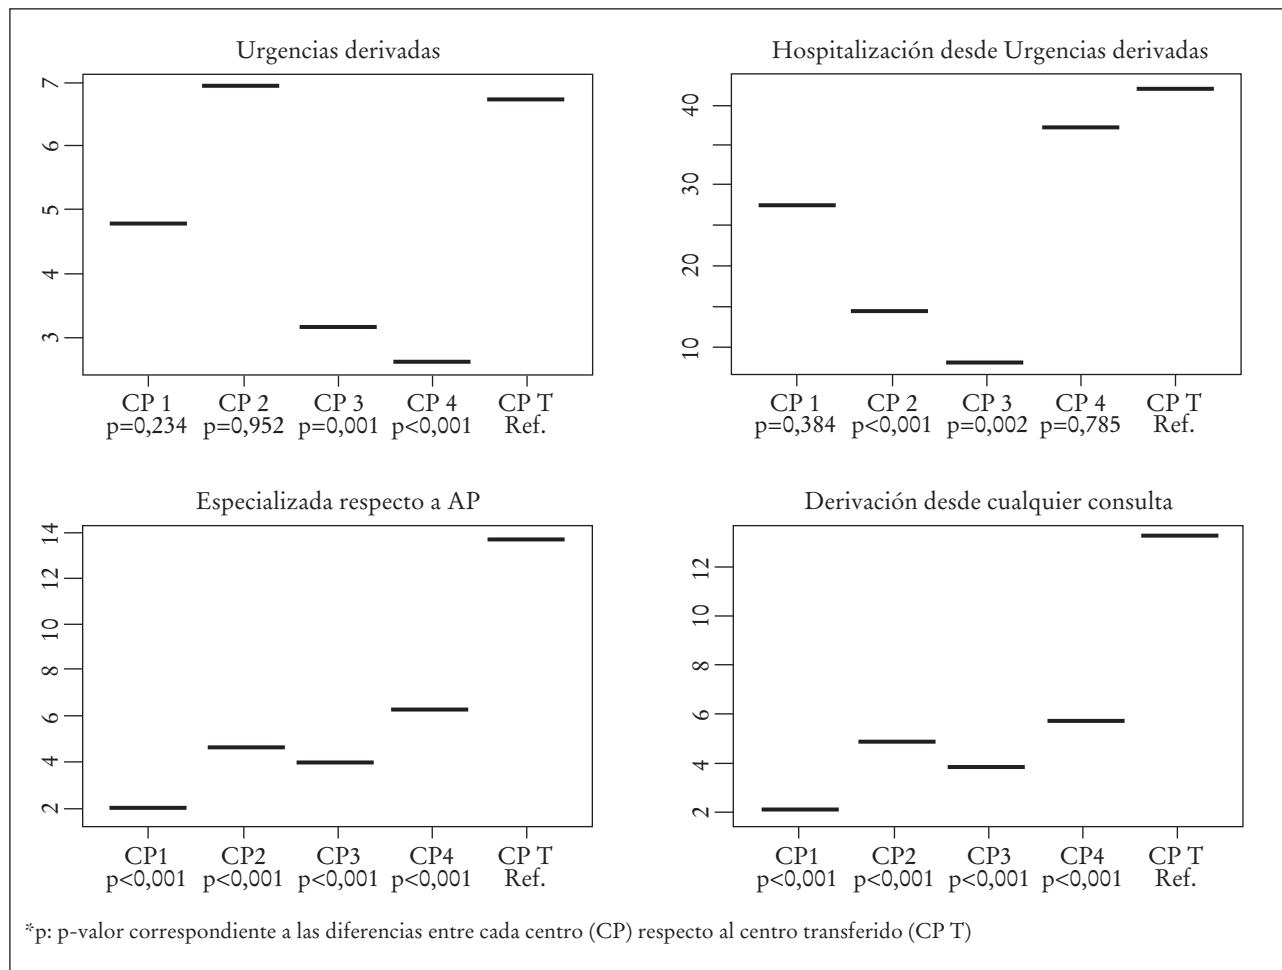 Urgencias derivadas
7
6
5
4
3
CP 1 CP 2 CP 3 CP 4 CP T
p=0,234 p=0,952 p=0,001 p<0,001 Ref.
Hospitalización desde Urgencias derivadas
40
30
20
10
CP 1 CP 2 CP 3 CP 4 CP T
p=0,384 p<0,001 p=0,002 p=0,785 Ref.
Especializada respecto a AP
14
12
10
8
6
4
2
CP1 CP2 CP3 CP4 CP T
p<0,001 p<0,001 p<0,001 p<0,001 Ref.
Derivación desde cualquier consulta
12
10
8
6
4
2
CP1 CP2 CP3 CP4 CP T
p<0,001 p<0,001 p<0,001 p<0,001 Ref.
*p: p-valor correspondiente a las diferencias entre cada centro (CP) respecto al centro transferido (CP T)